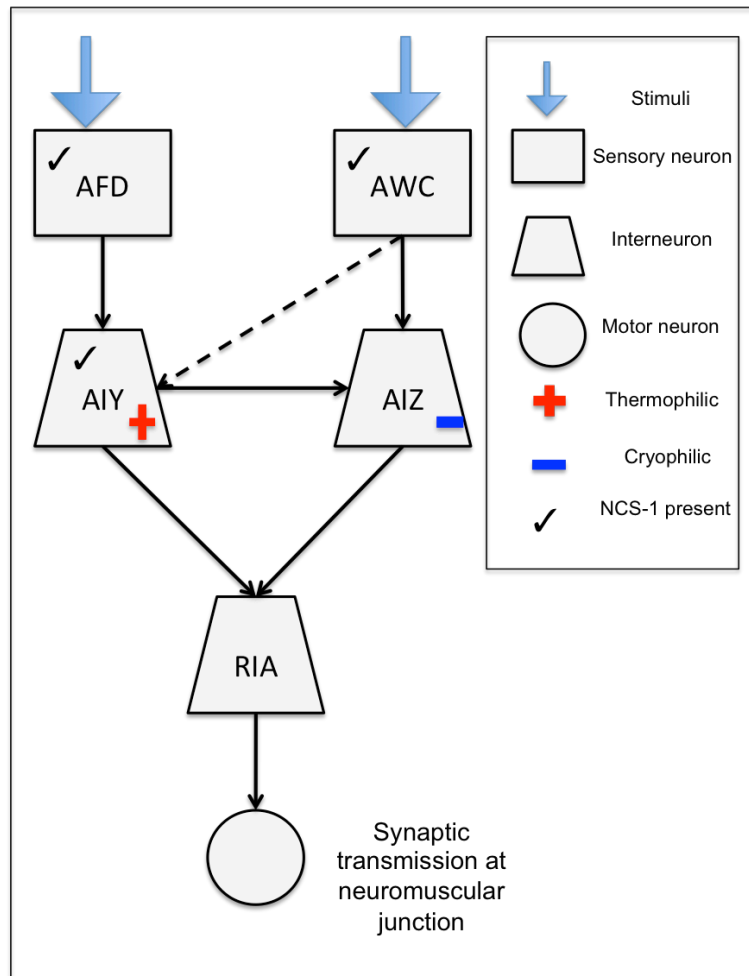 AFD
AWC
AIY
AIZ
RIA
Synaptic
transmission at
neuromuscular
junction
Stimuli
Sensory neuron
Interneuron
Motor neuron
Thermophilic
Cryophilic
NCS-1 present